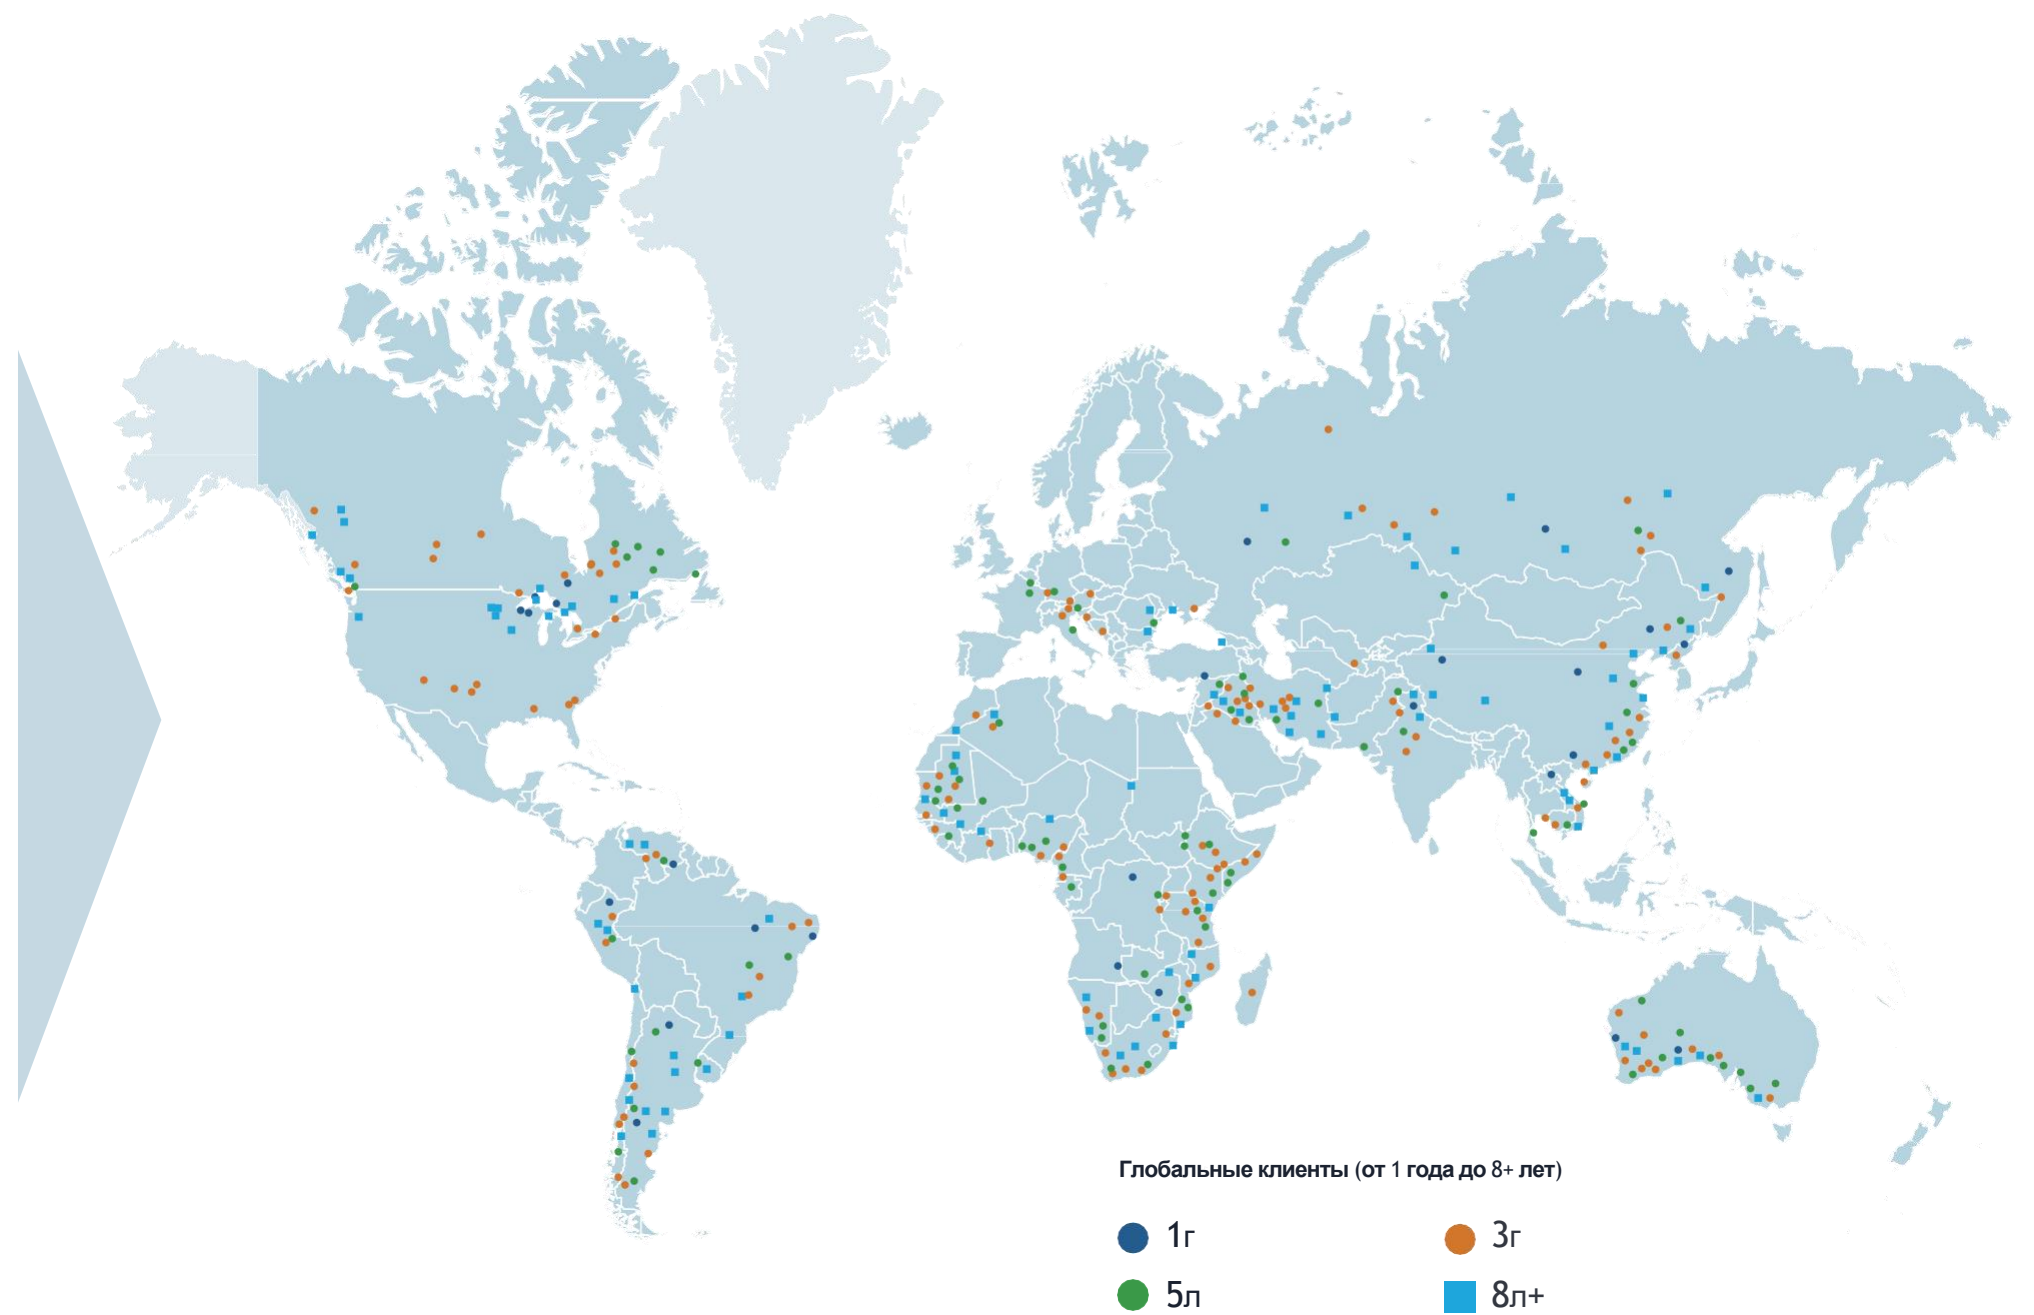 Глобальные клиенты (от 1 года до 8+ лет)
1г
3г
5л
8л+